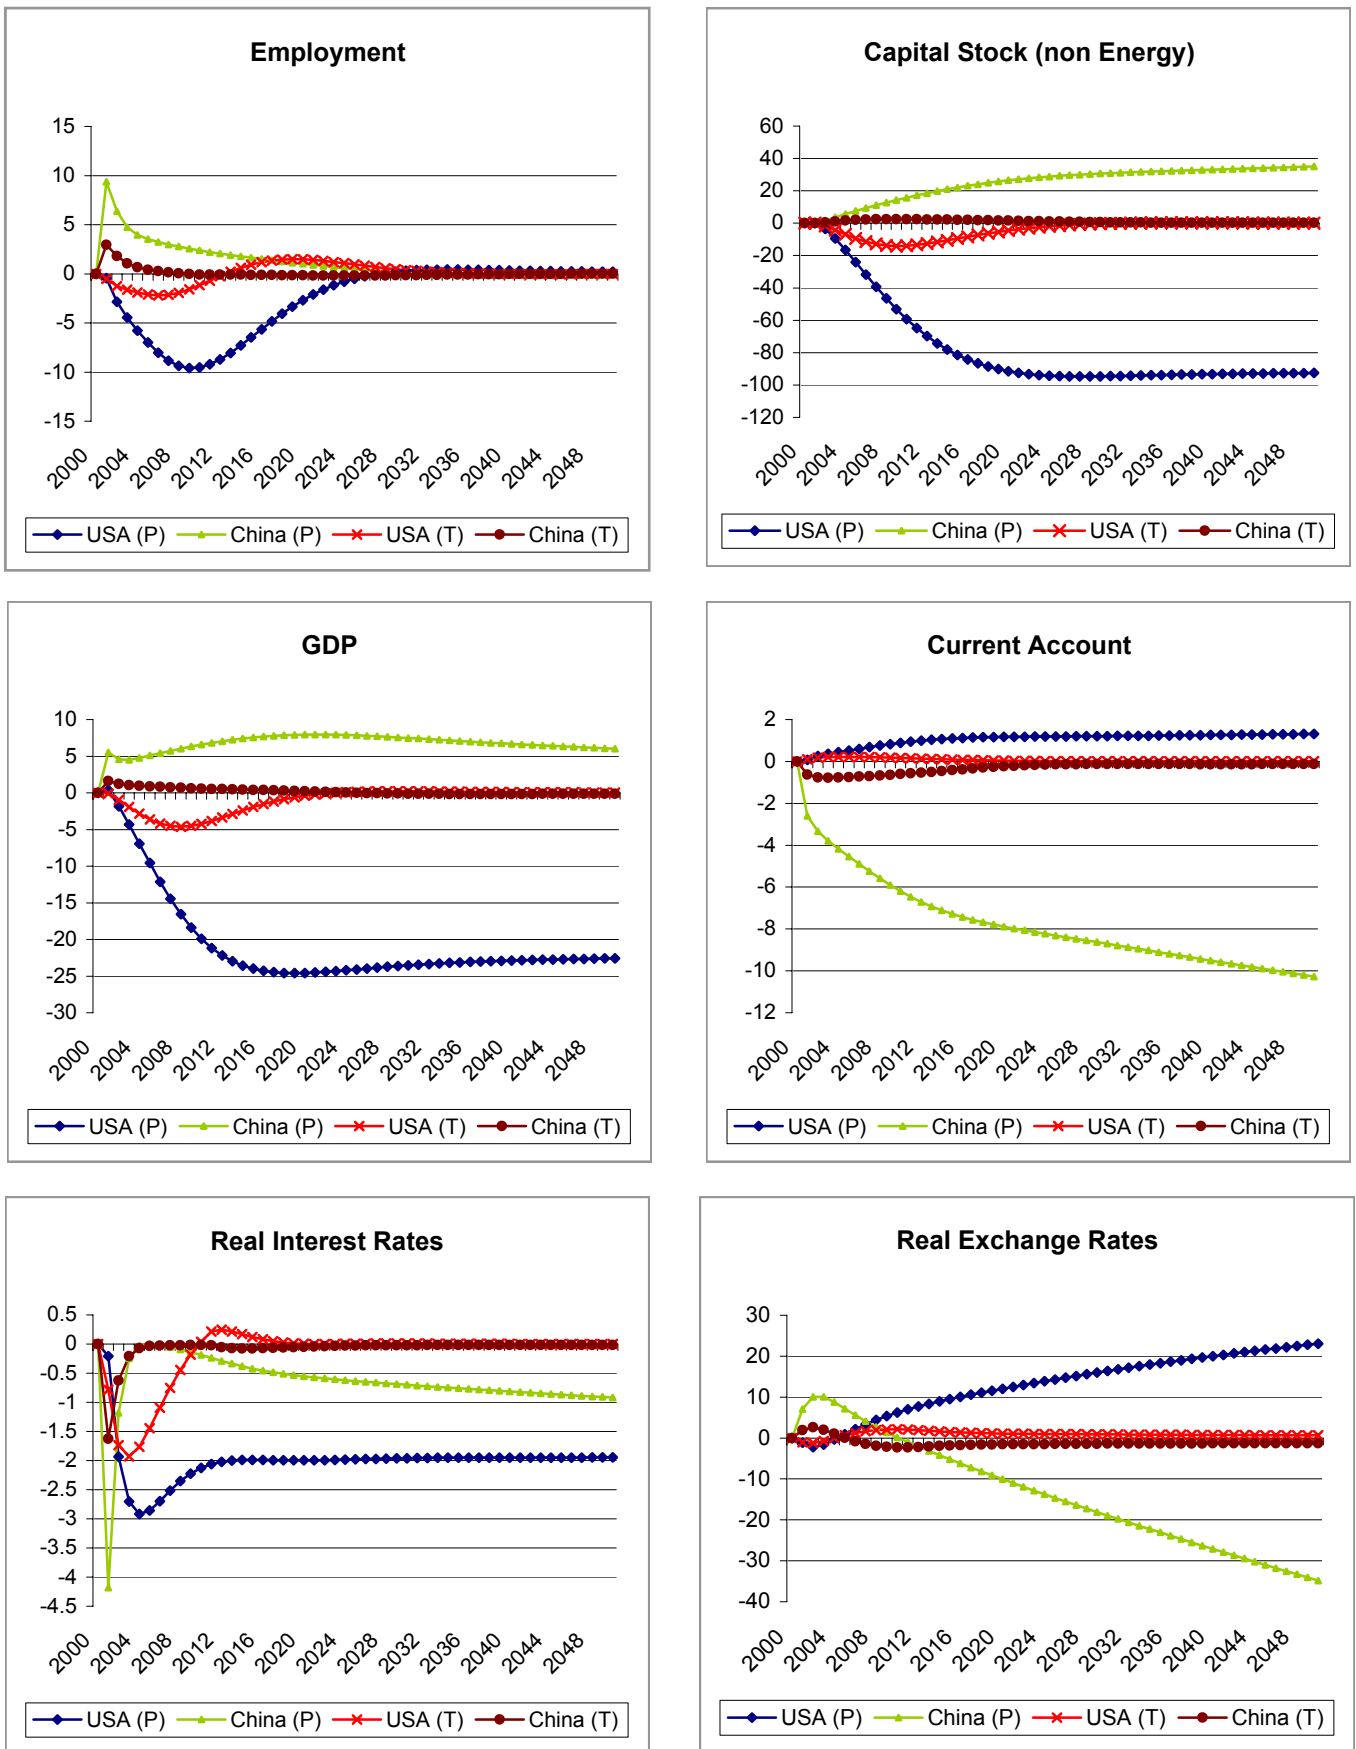 Employment
15
10
5
0
-5
-10
-15
2000 2004 2008 2012 2016 2020 2024 2028 2032 2036 2040 2044 2048
USA (P) China (P) USA (T) China (T)
Capital Stock (non Energy)
60
40
20
0
-20
-40
-60
-80
-100
-120
2000 2004 2008 2012 2016 2020 2024 2028 2032 2036 2040 2044 2048
USA (P) China (P) USA (T) China (T)
GDP
10
5
0
-5
-10
-15
-20
-25
-30
2000 2004 2008 2012 2016 2020 2024 2028 2032 2036 2040 2044 2048
USA (P) China (P) USA (T) China (T)
Current Account
2
0
-2
-4
-6
-8
-10
-12
2000 2004 2008 2012 2016 2020 2024 2028 2032 2036 2040 2044 2048
USA (P) China (P) USA (T) China (T)
Real Interest Rates
0.5
0
-0.5
-1
-1.5
-2
-2.5
-3
-3.5
-4
-4.5
2000 2004 2008 2012 2016 2020 2024 2028 2032 2036 2040 2044 2048
USA (P) China (P) USA (T) China (T)
Real Exchange Rates
30
20
10
0
-10
-20
-30
-40
2000 2004 2008 2012 2016 2020 2024 2028 2032 2036 2040 2044 2048
USA (P) China (P) USA (T) China (T)